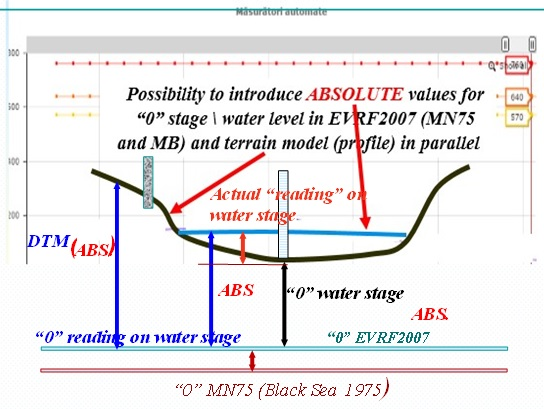 Măsurători automate
Possibility to introduce ABSOLUTE values for
“0” stage \ water level in EVRF2007 (MN75
and MB) and terrain model (profile) in parallel
640
570
Actual “reading” on
water stage
DTM(ABS)
ABS
“0” water stage
ABS.
“0” reading on water stage
“0” EVRF2007
“0” MN75 (Black Sea 1975)